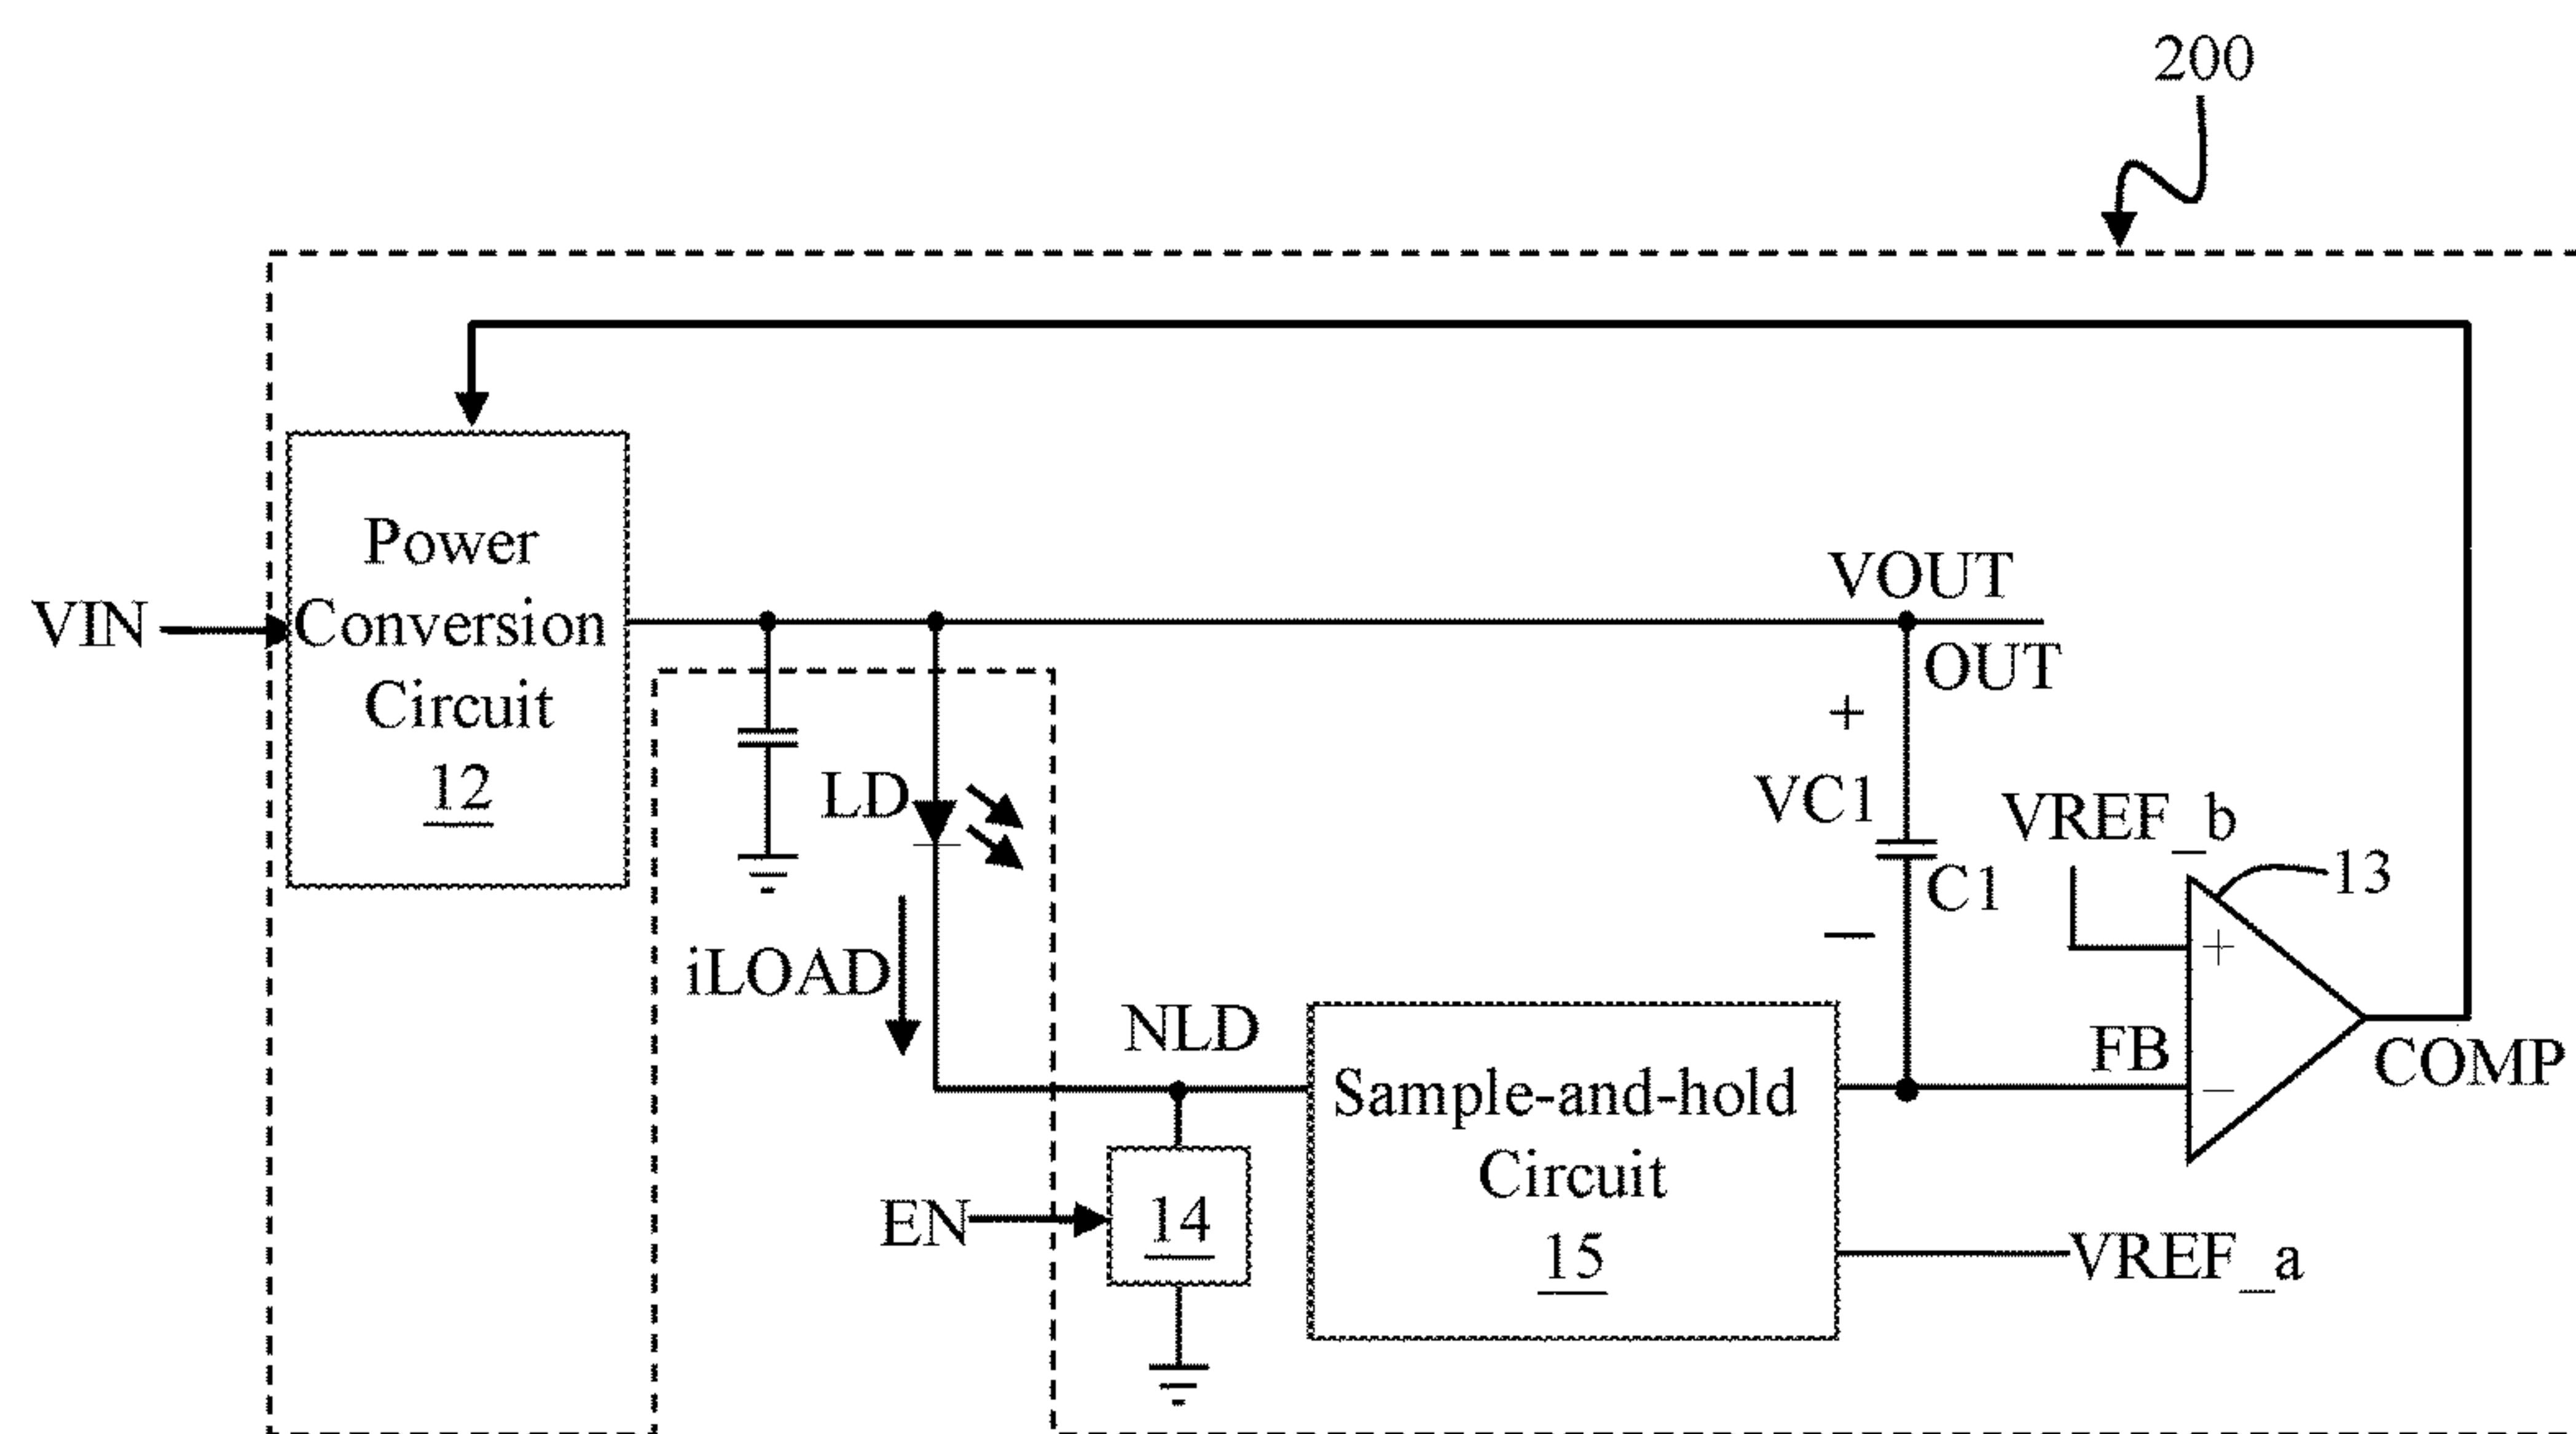 200
Power
Conversion
Circuit
12
VIN
VOUT
OUT
+
VC1
C1
−
LD
iLOAD
VREF_b
13
+
FB
−
COMP
NLD
Sample-and-hold
Circuit
15
EN
14
VREF_a